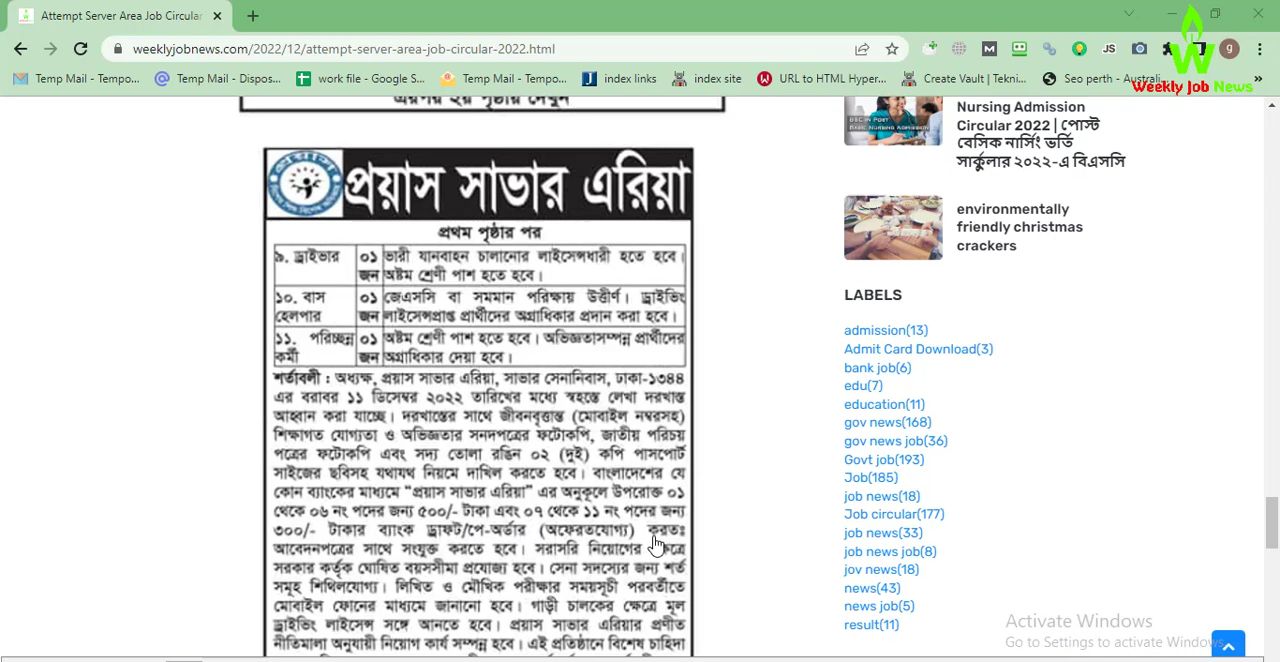 Attempt Server Area Job Circular
weeklyjobnews.com/2022/12/attempt-server-area-job-circular-2022.html
JS
g
Temp Mail - Tempo...
Temp Mail - Dispos...
work file - Google S...
Temp Mail - Tempo...
index links
index site
URL to HTML Hyper...
Create Vault | Tekni...
Seo perth - Australi...
Weekly Job News
এরপর ২য় পৃষ্ঠায় দেখুন
প্রয়াস সাভার এরিয়া
প্রথম পৃষ্ঠার পর
৯. ড্রাইভার ০১ জন ভারী যানবাহন চালানোর লাইসেন্সধারী হতে হবে।
অষ্টম শ্রেণী পাশ হতে হবে।
১০. বাস হেলপার ০১ জন জেএসসি বা সমমান পরিক্ষায় উত্তীর্ণ। ড্রাইভিং
লাইসেন্সপ্রাপ্ত প্রার্থীদের অগ্রাধিকার প্রদান করা হবে।
১১. পরিচ্ছন্ন কর্মী ০১ জন অষ্টম শ্রেণী পাশ হতে হবে। অভিজ্ঞতাসম্পন্ন প্রার্থীদের
অগ্রাধিকার দেয়া হবে।
শর্তাবলী : অধ্যক্ষ, প্রয়াস সাভার এরিয়া, সাভার সেনানিবাস, ঢাকা-১৩৪৪
এর বরাবর ১১ ডিসেম্বর ২০২২ তারিখের মধ্যে স্বহস্তে লেখা দরখাস্ত
আহ্বান করা যাচ্ছে। দরখাস্তের সাথে জীবনবৃত্তান্ত (মোবাইল নম্বরসহ)
শিক্ষাগত যোগ্যতা ও অভিজ্ঞতার সনদপত্রের ফটোকপি, জাতীয় পরিচয়
পত্রের ফটোকপি এবং সদ্য তোলা রঙিন ০২ (দুই) কপি পাসপোর্ট
সাইজের ছবিসহ যথাযথ নিয়মে দাখিল করতে হবে। বাংলাদেশের যে
কোন ব্যাংকের মাধ্যমে "প্রয়াস সাভার এরিয়া" এর অনুকূলে উপরোক্ত ০১
থেকে ০৬ নং পদের জন্য ৫০০/- টাকা এবং ০৭ থেকে ১১ নং পদের জন্য
৩০০/- টাকার ব্যাংক ড্রাফট/পে-অর্ডার (অফেরতযোগ্য) করতঃ
আবেদনপত্রের সাথে সংযুক্ত করতে হবে। সরাসরি নিয়োগের ক্ষেত্রে
সরকার কর্তৃক ঘোষিত বয়সসীমা প্রযোজ্য হবে। সেনা সদস্যের জন্য শর্ত
সমূহ শিথিলযোগ্য। লিখিত ও মৌখিক পরীক্ষার সময়সূচী পরবর্তীতে
মোবাইল ফোনের মাধ্যমে জানানো হবে। গাড়ী চালকের ক্ষেত্রে মূল
ড্রাইভিং লাইসেন্স সঙ্গে আনতে হবে। প্রয়াস সাভার এরিয়ার প্রণীত
নীতিমালা অনুযায়ী নিয়োগ কার্য সম্পন্ন হবে। এই প্রতিষ্ঠানে বিশেষ চাহিদা
Nursing Admission
Circular 2022 | পোস্ট
বেসিক নার্সিং ভর্তি
সার্কুলার ২০২২-এ বিএসসি
environmentally
friendly christmas
crackers
LABELS
admission(13)
Admit Card Download(3)
bank job(6)
edu(7)
education(11)
gov news(168)
gov news job(36)
Govt job(193)
Job(185)
job news(18)
Job circular(177)
job news(33)
job news job(8)
jov news(18)
news(43)
news job(5)
result(11)
Activate Windows
Go to Settings to activate Windows.